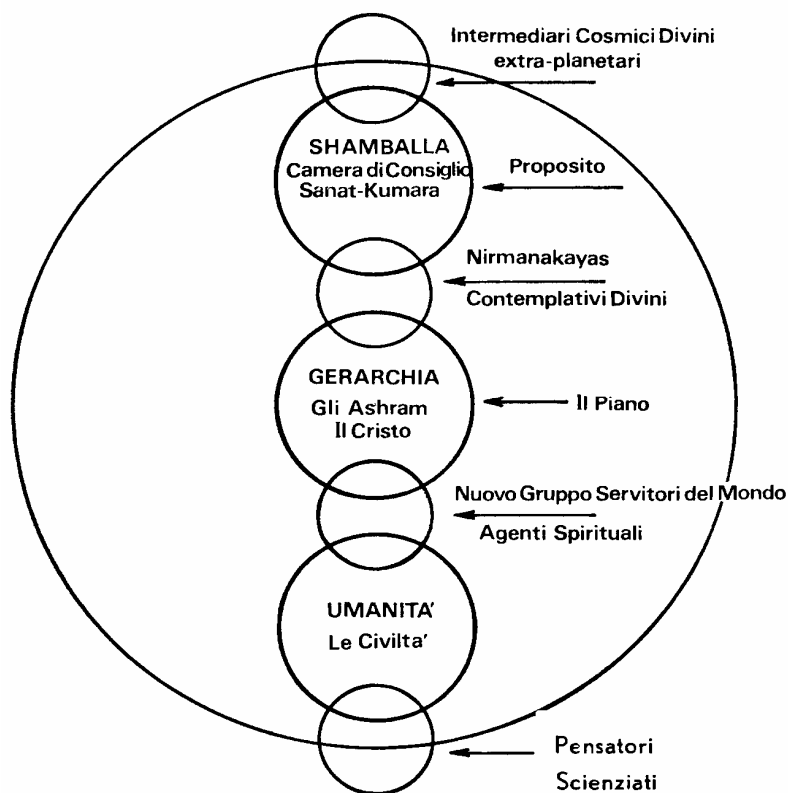 Intermediari Cosmici Divini
extra-planetari
SHAMBALLA
Camera di Consiglio
Sanat-Kumara
Proposito
Nirmanakayas
Contemplativi Divini
GERARCHIA
Gli Ashram
Il Cristo
Il Piano
Nuovo Gruppo Servitori del Mondo
Agenti Spirituali
UMANITA'
Le Civilta'
Pensatori
Scienziati